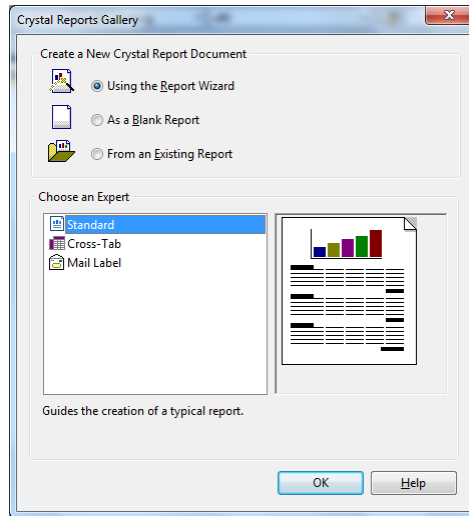 Crystal Reports Gallery
Create a New Crystal Report Document
Using the Report Wizard
As a Blank Report
From an Existing Report
Choose an Expert
Standard
Cross-Tab
Mail Label
Guides the creation of a typical report.
OK Help